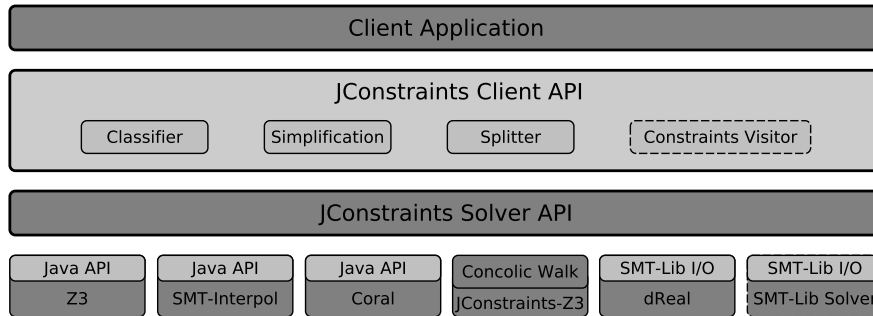 Client Application
JConstraints Client API
Classifier
Simplification
Splitter
Constraints Visitor
JConstraints Solver API
Java API
Z3
Java API
SMT-Interpol
Java API
Coral
Concolic Walk
JConstraints-Z3
SMT-Lib I/O
dReal
SMT-Lib I/O
SMT-Lib Solver